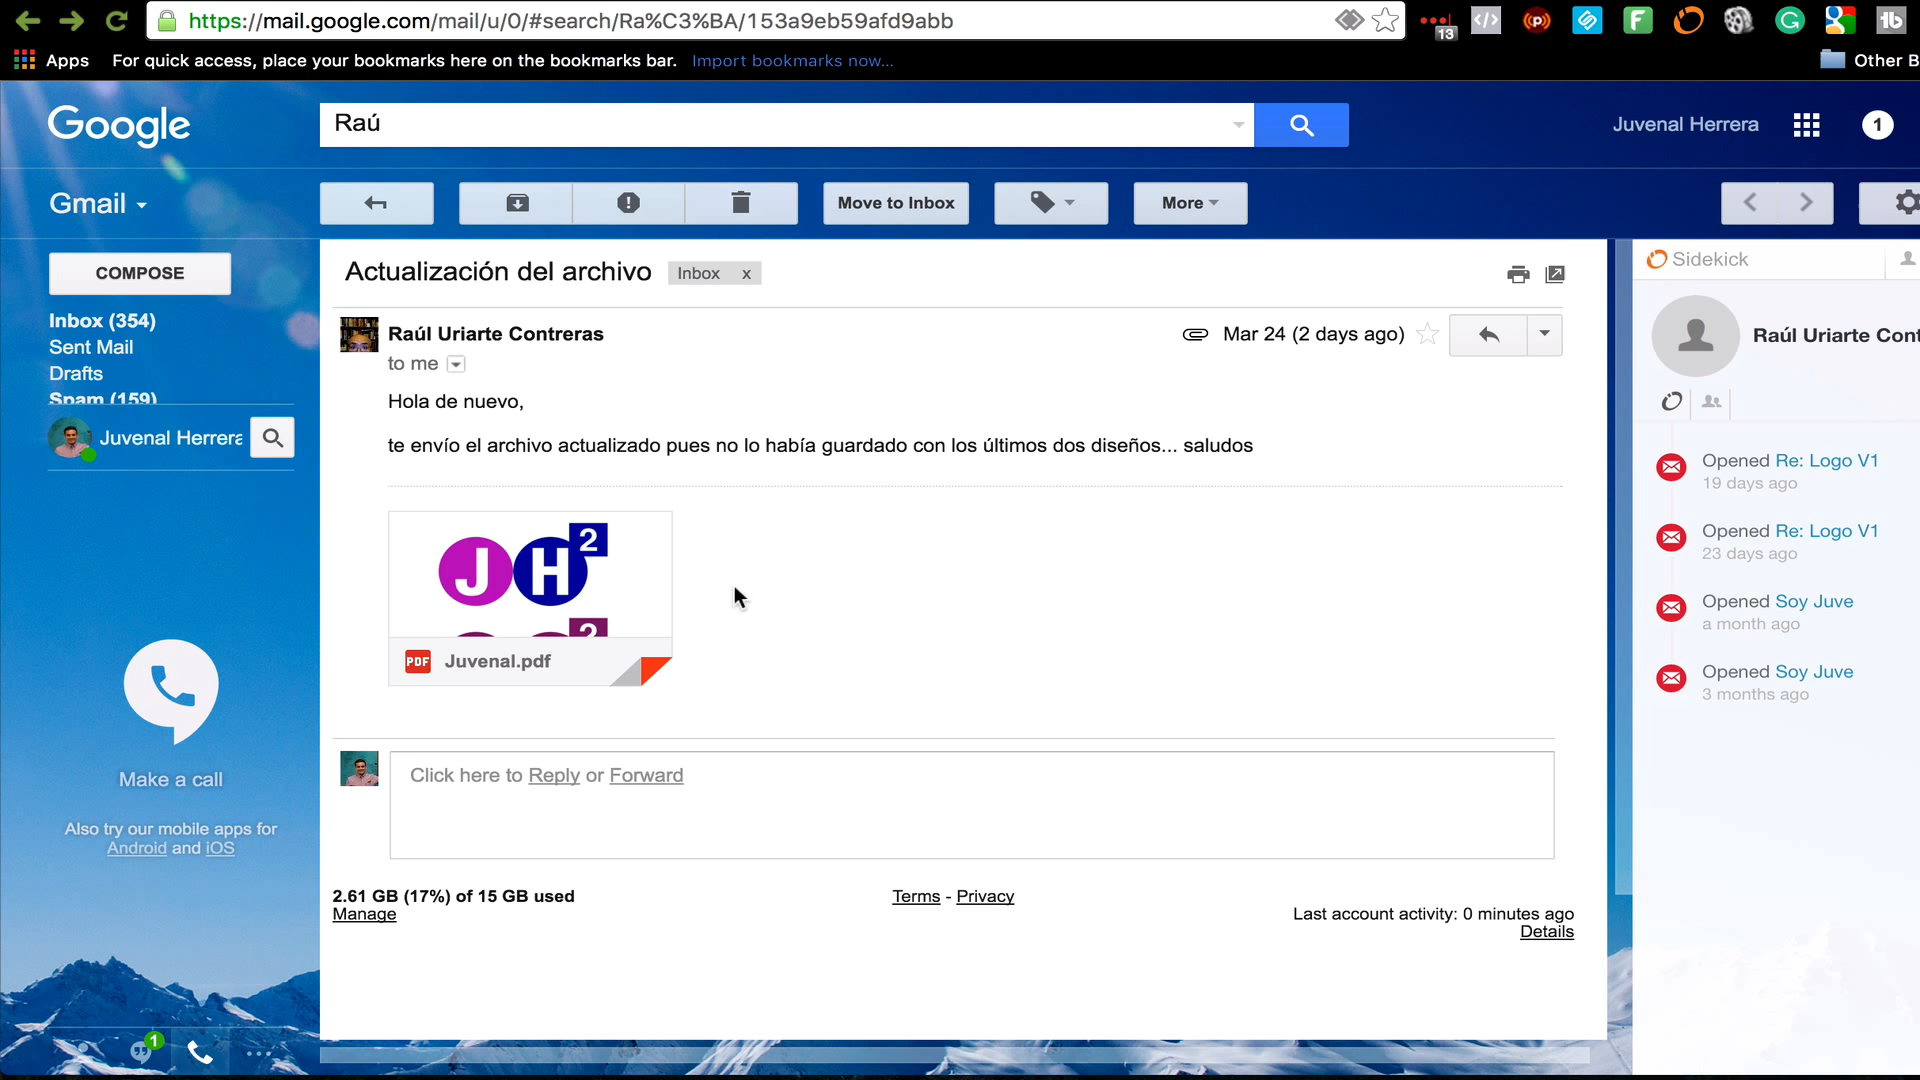 https://mail.google.com/mail/u/0/#search/Ra%C3%BA/153a9eb59afd9abb
13
Apps For quick access, place your bookmarks here on the bookmarks bar. Import bookmarks now... Other B
Google
Raú
Juvenal Herrera
1
Gmail
Move to Inbox
More
COMPOSE
Inbox (354)
Sent Mail
Drafts
Spam (159)
Juvenal Herrera
Make a call
Also try our mobile apps for
Android and iOS
1
Actualización del archivo Inbox x
Raúl Uriarte Contreras
Mar 24 (2 days ago)
to me
Hola de nuevo,
te envío el archivo actualizado pues no lo había guardado con los últimos dos diseños... saludos
JH2
2
PDF Juvenal.pdf
Click here to Reply or Forward
2.61 GB (17%) of 15 GB used
Manage
Terms - Privacy
Last account activity: 0 minutes ago
Details
Sidekick
Raúl Uriarte Cont
Opened Re: Logo V1
19 days ago
Opened Re: Logo V1
23 days ago
Opened Soy Juve
a month ago
Opened Soy Juve
3 months ago